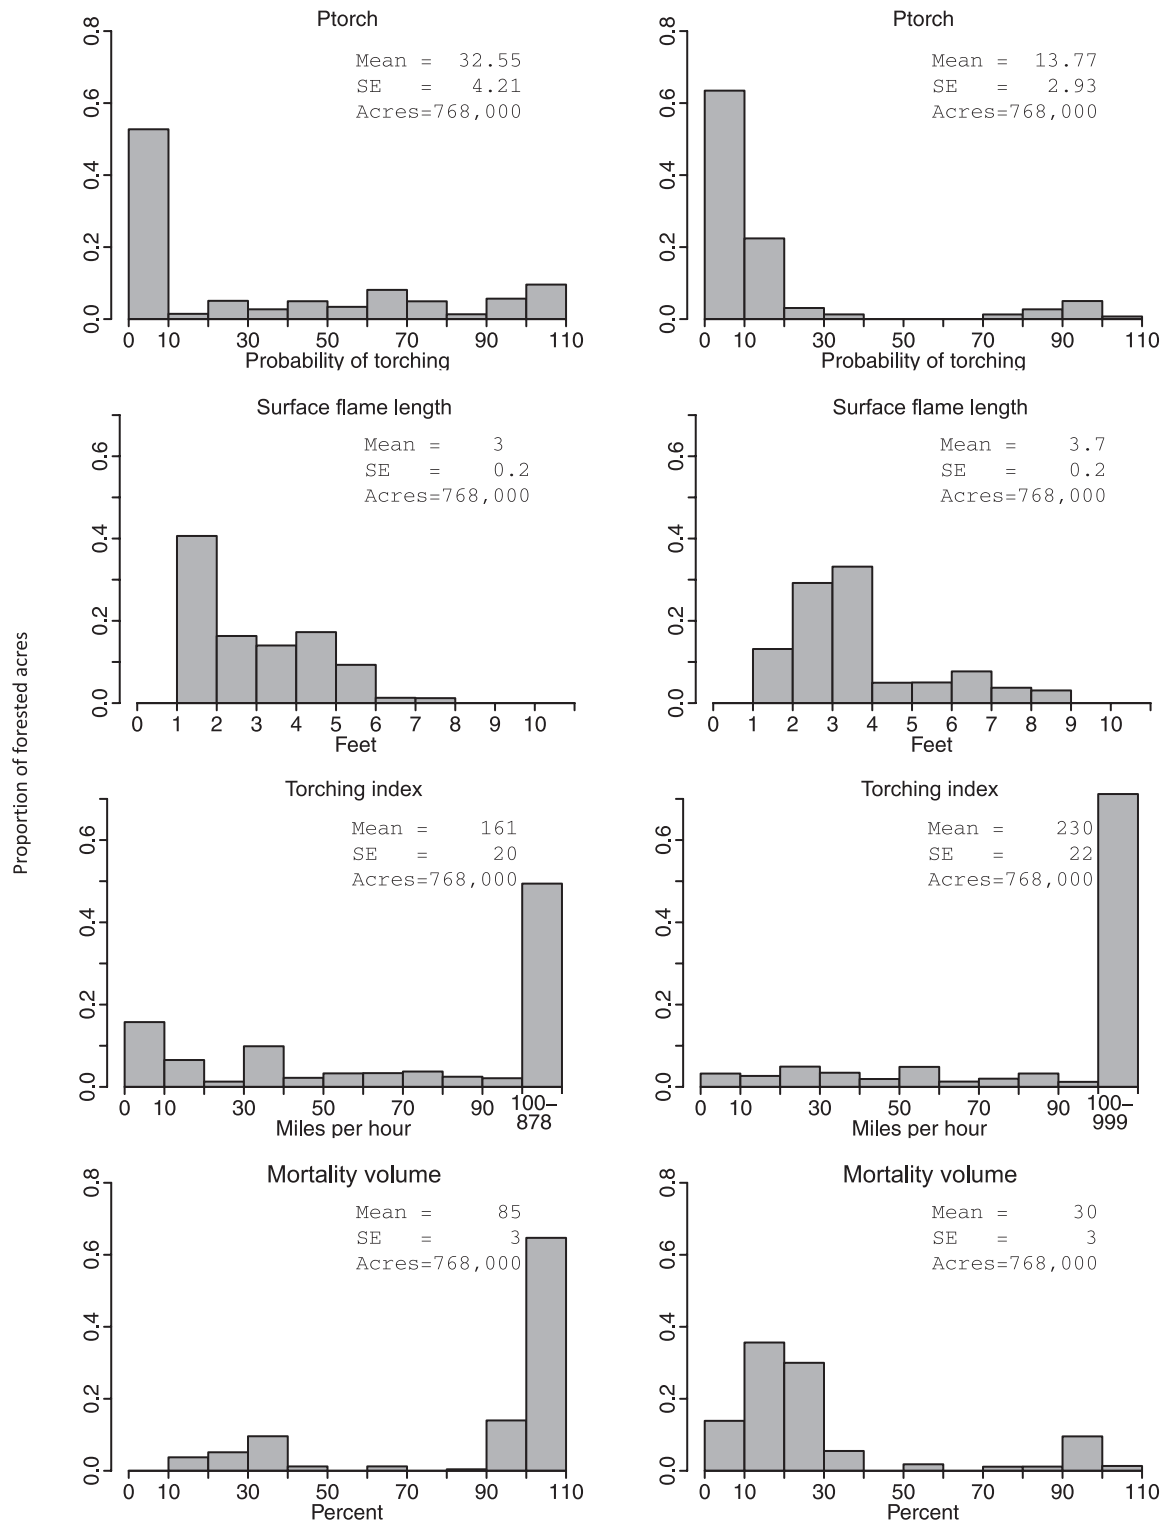 Proportion of forested acres
Ptorch
Mean = 32.55
SE = 4.21
Acres=768,000
0.8
0.6
0.4
0.2
0.0
0 10 30 50 70 90 110
Probability of torching
Ptorch
Mean = 13.77
SE = 2.93
Acres=768,000
0.8
0.6
0.4
0.2
0.0
0 10 30 50 70 90 110
Probability of torching
Surface flame length
Mean = 3
SE = 0.2
Acres=768,000
0.6
0.4
0.2
0.0
0 1 2 3 4 5 6 7 8 9 10
Feet
Surface flame length
Mean = 3.7
SE = 0.2
Acres=768,000
0.6
0.4
0.2
0.0
0 1 2 3 4 5 6 7 8 9 10
Feet
Torching index
Mean = 161
SE = 20
Acres=768,000
0.6
0.4
0.2
0.0
0 10 30 50 70 90 100–
878
Miles per hour
Torching index
Mean = 230
SE = 22
Acres=768,000
0.6
0.4
0.2
0.0
0 10 30 50 70 90 100–
999
Miles per hour
Mortality volume
Mean = 85
SE = 3
Acres=768,000
0.8
0.6
0.4
0.2
0.0
0 10 30 50 70 90 110
Percent
Mortality volume
Mean = 30
SE = 3
Acres=768,000
0.8
0.6
0.4
0.2
0.0
0 10 30 50 70 90 110
Percent